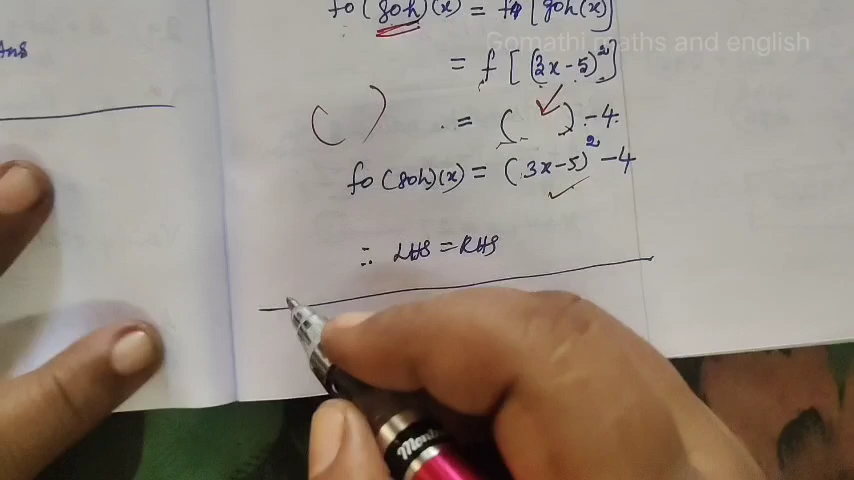 Ans
fo(goh)(x) = f[goh(x)]
Gomathi maths and english
= f[(3x-5)²]
( ) = ( ) -4
fo(goh)(x) = (3x-5)² -4
∴ LHS = RHS